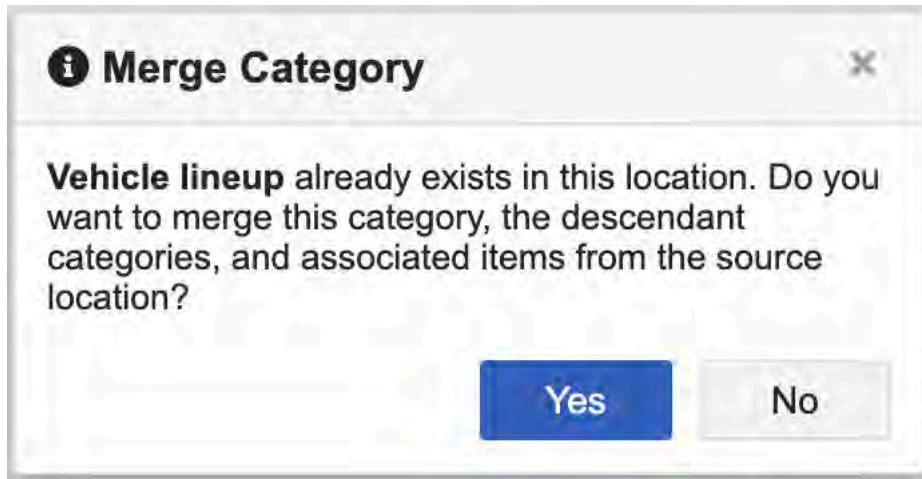 Merge Category
Vehicle lineup already exists in this location. Do you
want to merge this category, the descendant
categories, and associated items from the source
location?
Yes
No